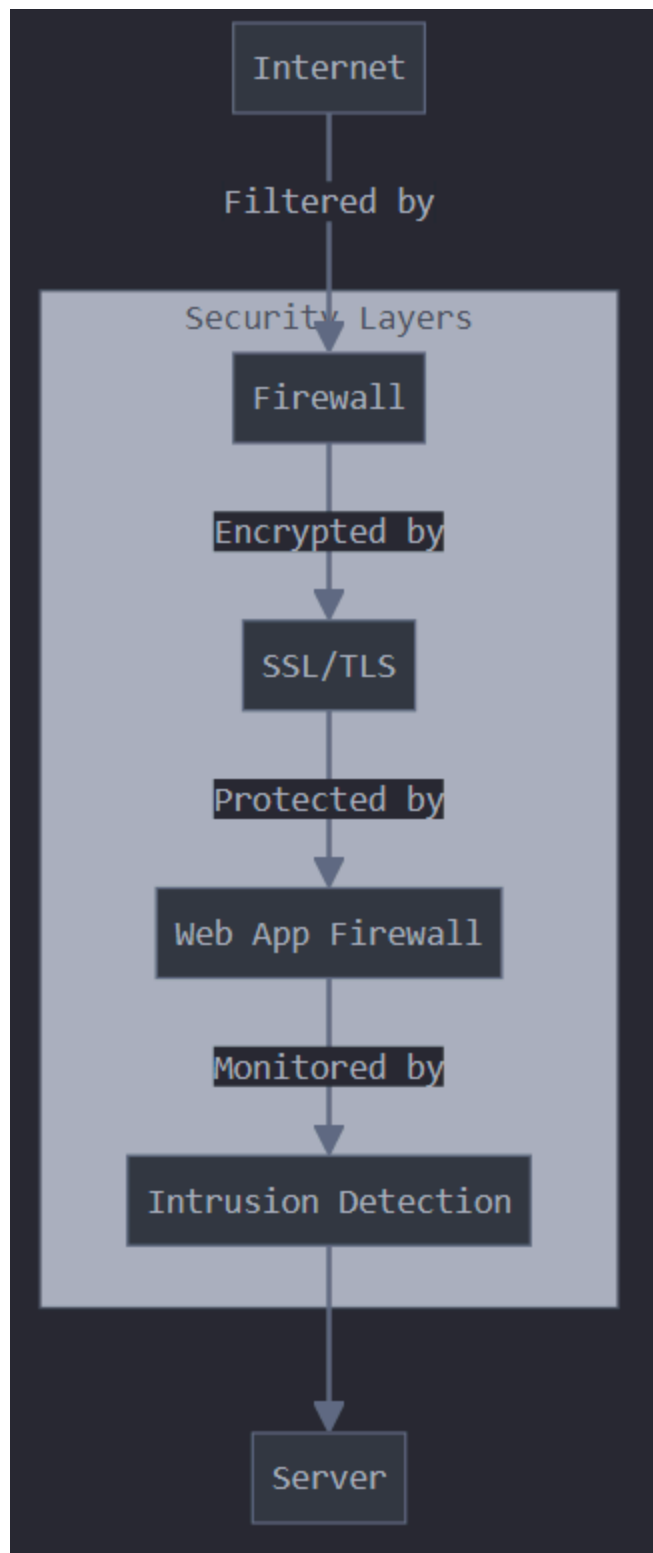 Internet
Filtered by
Security Layers
Firewall
Encrypted by
SSL/TLS
Protected by
Web App Firewall
Monitored by
Intrusion Detection
Server